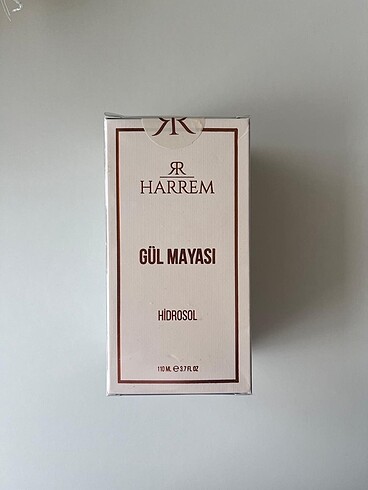 RR
HARREM
GÜL MAYASI
HİDROSOL
110 ML ℮ 3.7 FL OZ